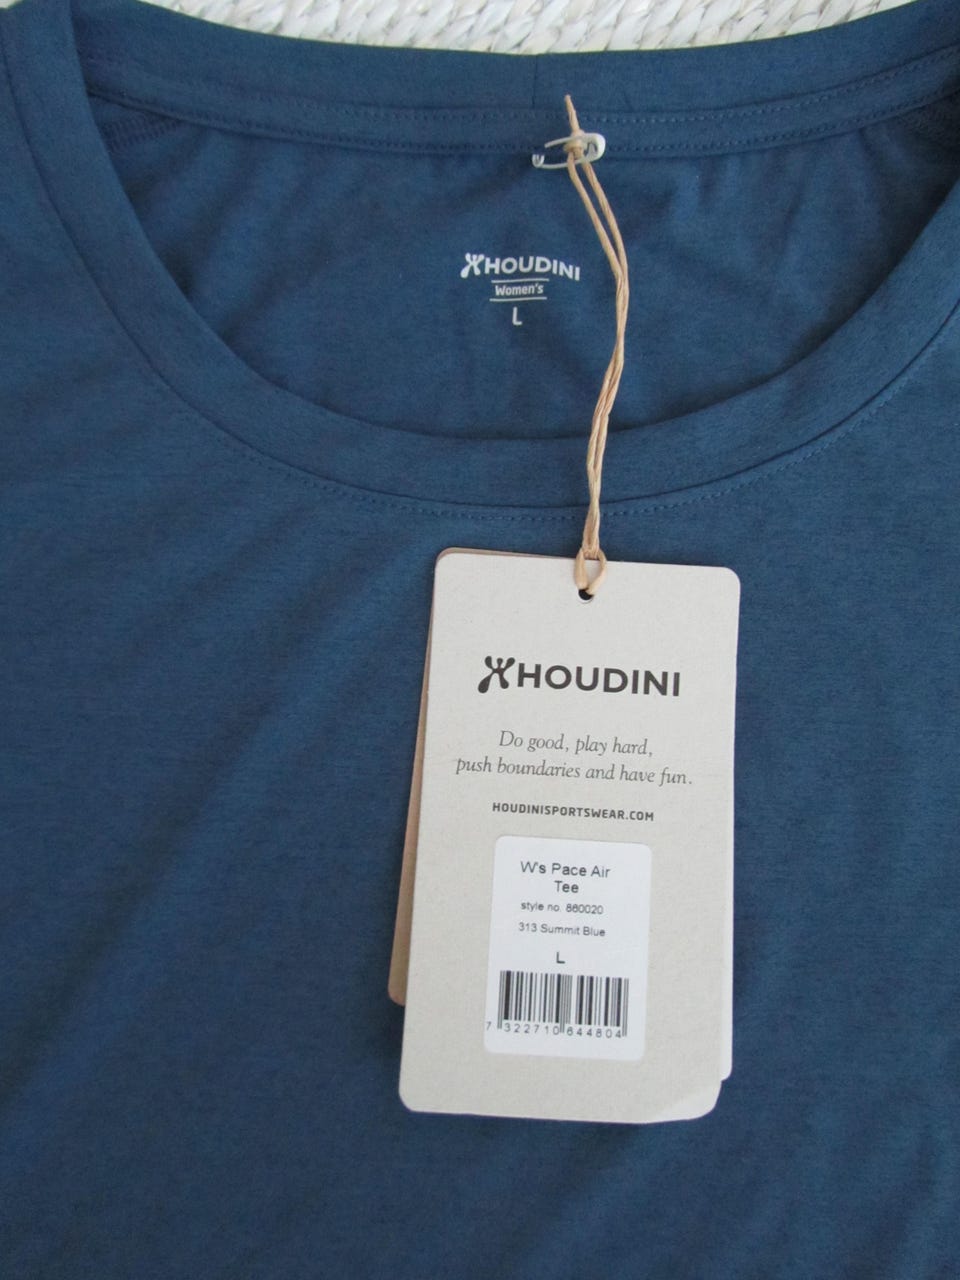 HOUDINI
Women's
L
HOUDINI
Do good, play hard,
push boundaries and have fun.
HOUDINISPORTSWEAR.COM
W's Pace Air
Tee
style no. 860020
313 Summit Blue
L
7 322710 644804